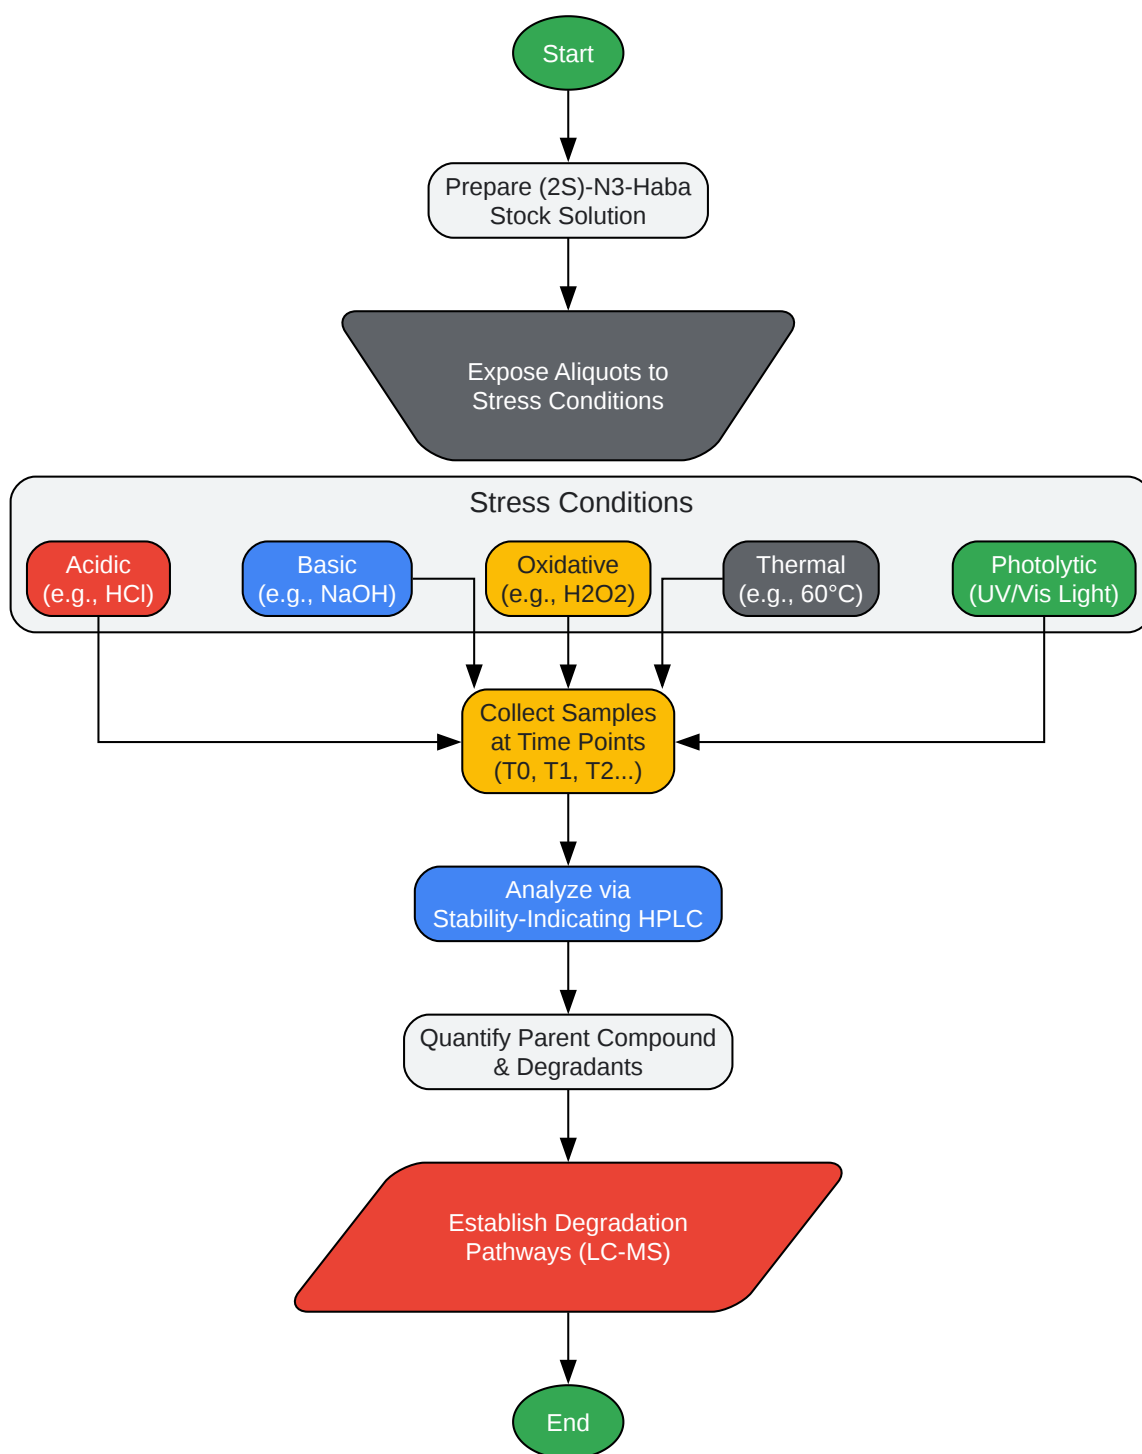 Start
Prepare (2S)-N3-Haba
Stock Solution
Expose Aliquots to
Stress Conditions
Stress Conditions
Acidic
(e.g., HCl)
Basic
(e.g., NaOH)
Oxidative
(e.g., H2O2)
Thermal
(e.g., 60°C)
Photolytic
(UV/Vis Light)
Collect Samples
at Time Points
(T0, T1, T2...)
Analyze via
Stability-Indicating HPLC
Quantify Parent Compound
& Degradants
Establish Degradation
Pathways (LC-MS)
End